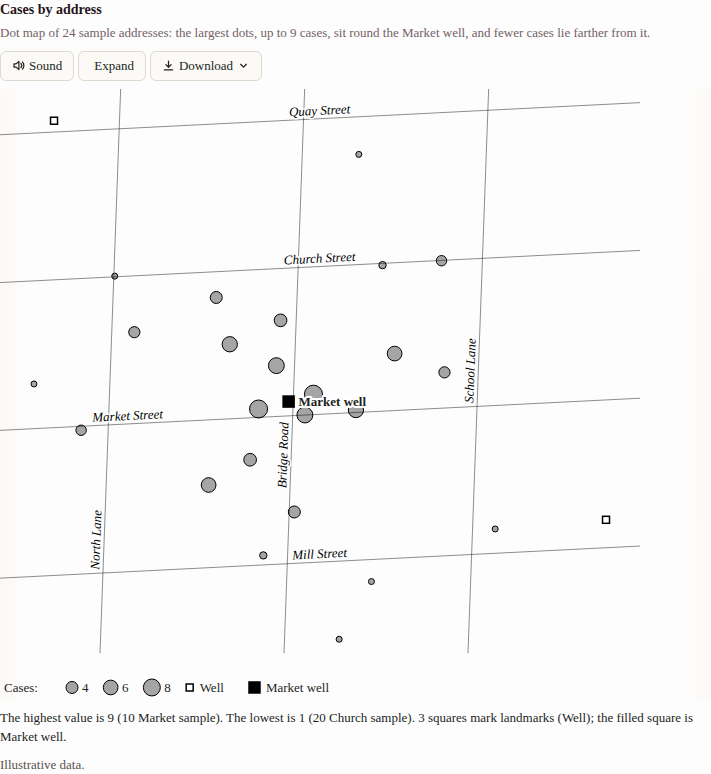 Cases by address
Dot map of 24 sample addresses: the largest dots, up to 9 cases, sit round the Market well, and fewer cases lie farther from it.
Sound Expand Download
Quay Street
Church Street
School Lane
Market well
Market Street
Bridge Road
North Lane
Mill Street
Cases: 4 6 8 Well Market well
The highest value is 9 (10 Market sample). The lowest is 1 (20 Church sample). 3 squares mark landmarks (Well); the filled square is
Market well.
Illustrative data.